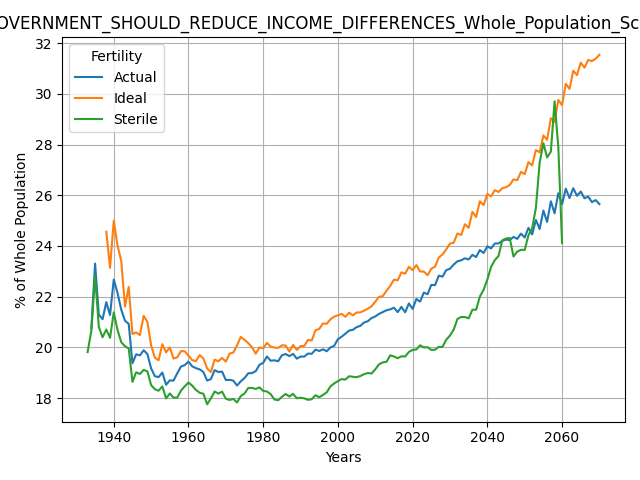 OVERNMENT_SHOULD_REDUCE_INCOME_DIFFERENCES_Whole_Population_Sc
32
30
28
26
24
22
20
18
% of Whole Population
Fertility
Actual
Ideal
Sterile
1940 1960 1980 2000 2020 2040 2060
Years